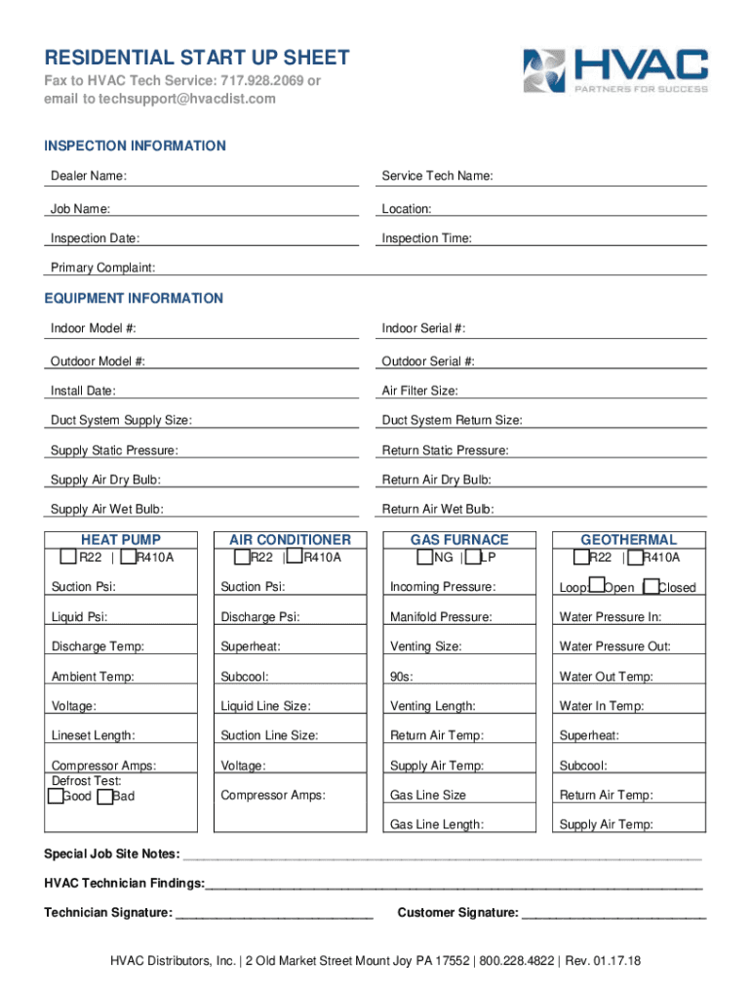 RESIDENTIAL START UP SHEET
Fax to HVAC Tech Service: 717.928.2069 or
email to techsupport@hvacdist.com
HVAC
PARTNERS FOR SUCCESS
INSPECTION INFORMATION
Dealer Name: Service Tech Name:
Job Name: Location:
Inspection Date: Inspection Time:
Primary Complaint:
EQUIPMENT INFORMATION
Indoor Model #: Indoor Serial #:
Outdoor Model #: Outdoor Serial #:
Install Date: Air Filter Size:
Duct System Supply Size: Duct System Return Size:
Supply Static Pressure: Return Static Pressure:
Supply Air Dry Bulb: Return Air Dry Bulb:
Supply Air Wet Bulb: Return Air Wet Bulb:
HEAT PUMP AIR CONDITIONER GAS FURNACE GEOTHERMAL
R22 | R410A R22 | R410A NG | LP R22 | R410A
Suction Psi: Suction Psi: Incoming Pressure: Loop: Open | Closed
Liquid Psi: Discharge Psi: Manifold Pressure: Water Pressure In:
Discharge Temp: Superheat: Venting Size: Water Pressure Out:
Ambient Temp: Subcool: 90s: Water Out Temp:
Voltage: Liquid Line Size: Venting Length: Water In Temp:
Lineset Length: Suction Line Size: Return Air Temp: Superheat:
Compressor Amps: Voltage: Supply Air Temp: Subcool:
Defrost Test:
Good Bad Compressor Amps: Gas Line Size Return Air Temp:
Gas Line Length: Supply Air Temp:
Special Job Site Notes:
HVAC Technician Findings:
Technician Signature: Customer Signature:
HVAC Distributors, Inc. | 2 Old Market Street Mount Joy PA 17552 | 800.228.4822 | Rev. 01.17.18